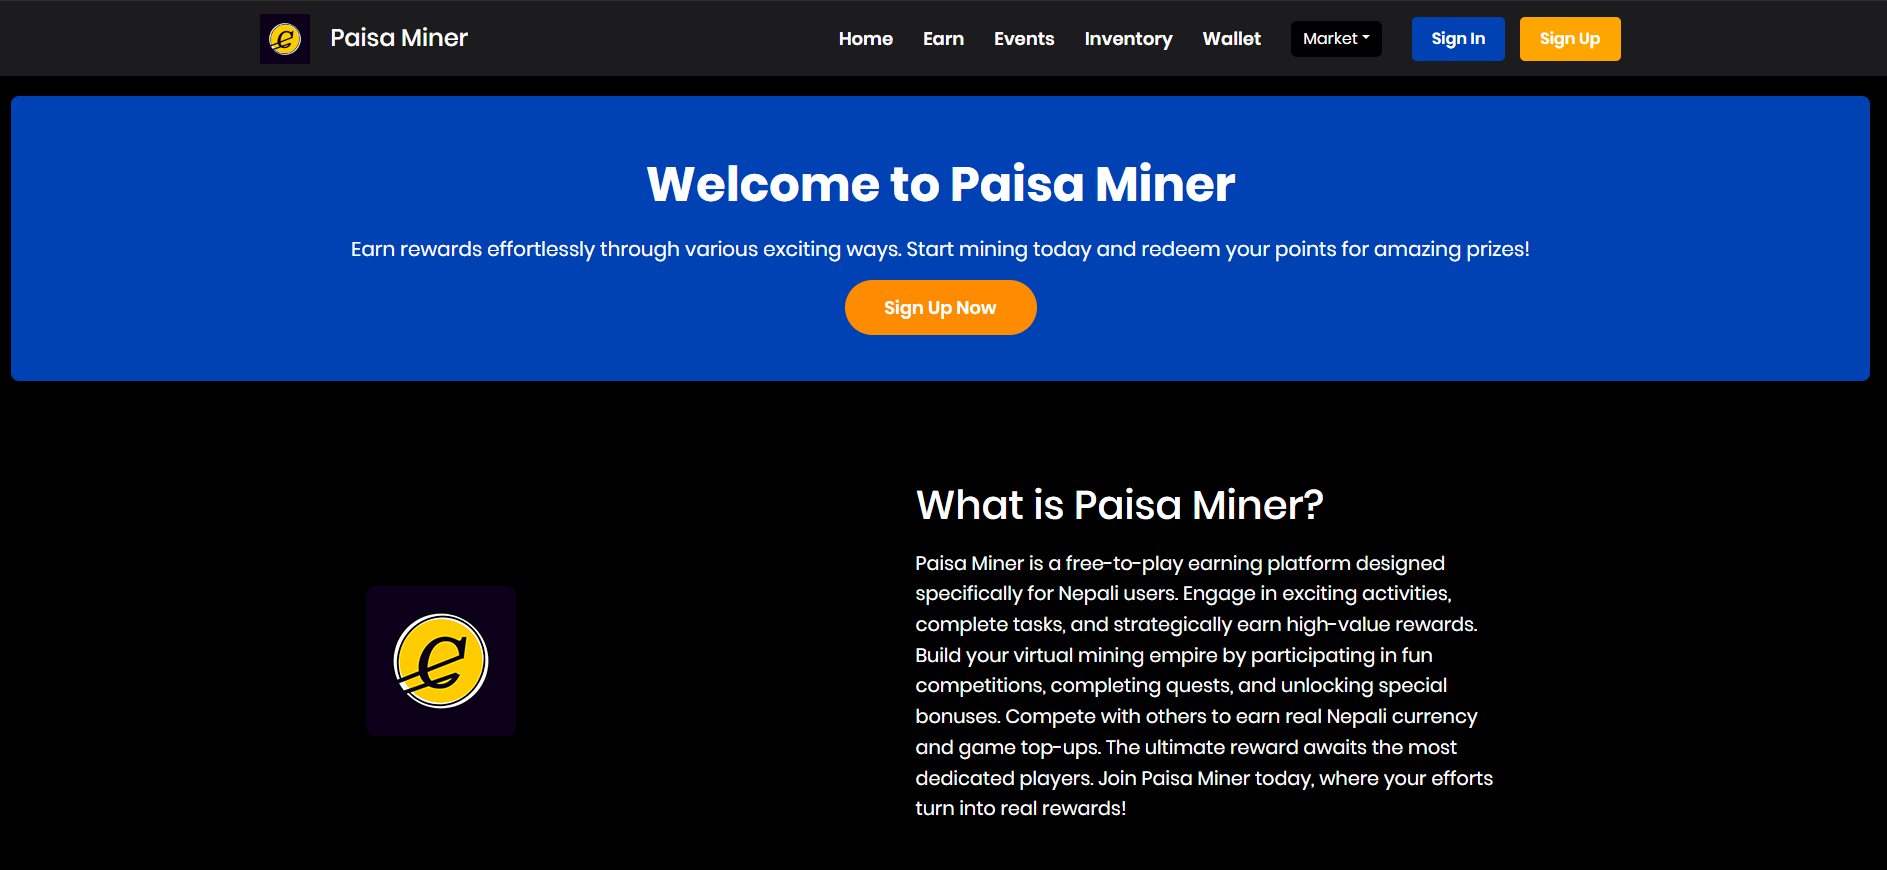 Paisa Miner
Home Earn Events Inventory Wallet Market Sign In Sign Up
Welcome to Paisa Miner
Earn rewards effortlessly through various exciting ways. Start mining today and redeem your points for amazing prizes!
Sign Up Now
What is Paisa Miner?
Paisa Miner is a free-to-play earning platform designed
specifically for Nepali users. Engage in exciting activities,
complete tasks, and strategically earn high-value rewards.
Build your virtual mining empire by participating in fun
competitions, completing quests, and unlocking special
bonuses. Compete with others to earn real Nepali currency
and game top-ups. The ultimate reward awaits the most
dedicated players. Join Paisa Miner today, where your efforts
turn into real rewards!